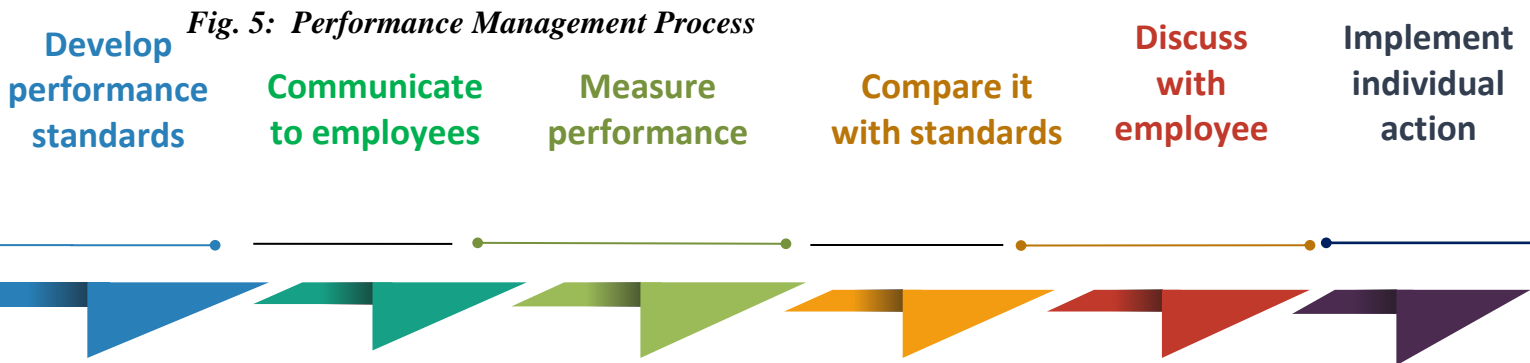 Fig. 5: Performance Management Process
Develop
performance
standards
Communicate
to employees
Measure
performance
Compare it
with standards
Discuss
with
employee
Implement
individual
action